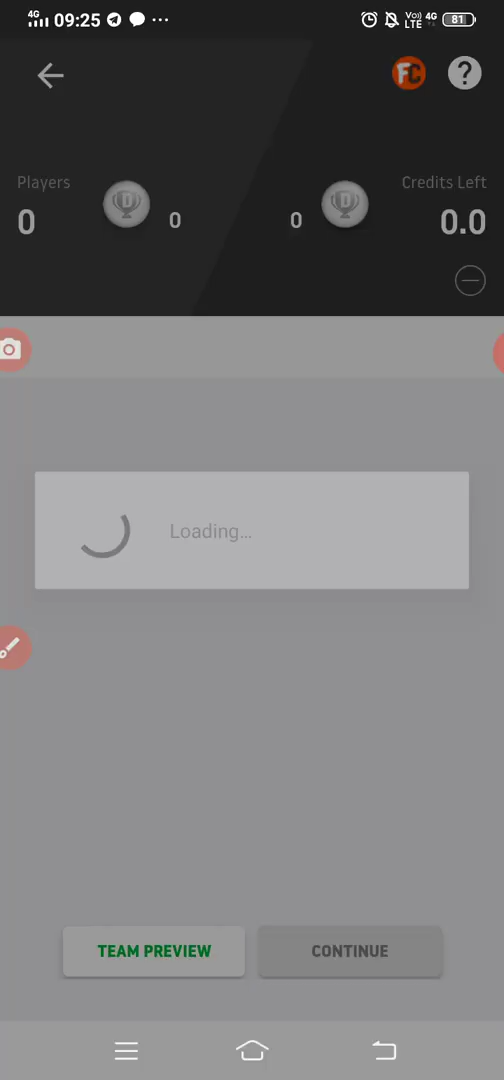 4G 09:25 Vo)) LTE 4G 81
FC ?
Players Credits Left
0 D 0 0 D 0.0
Loading...
TEAM PREVIEW CONTINUE